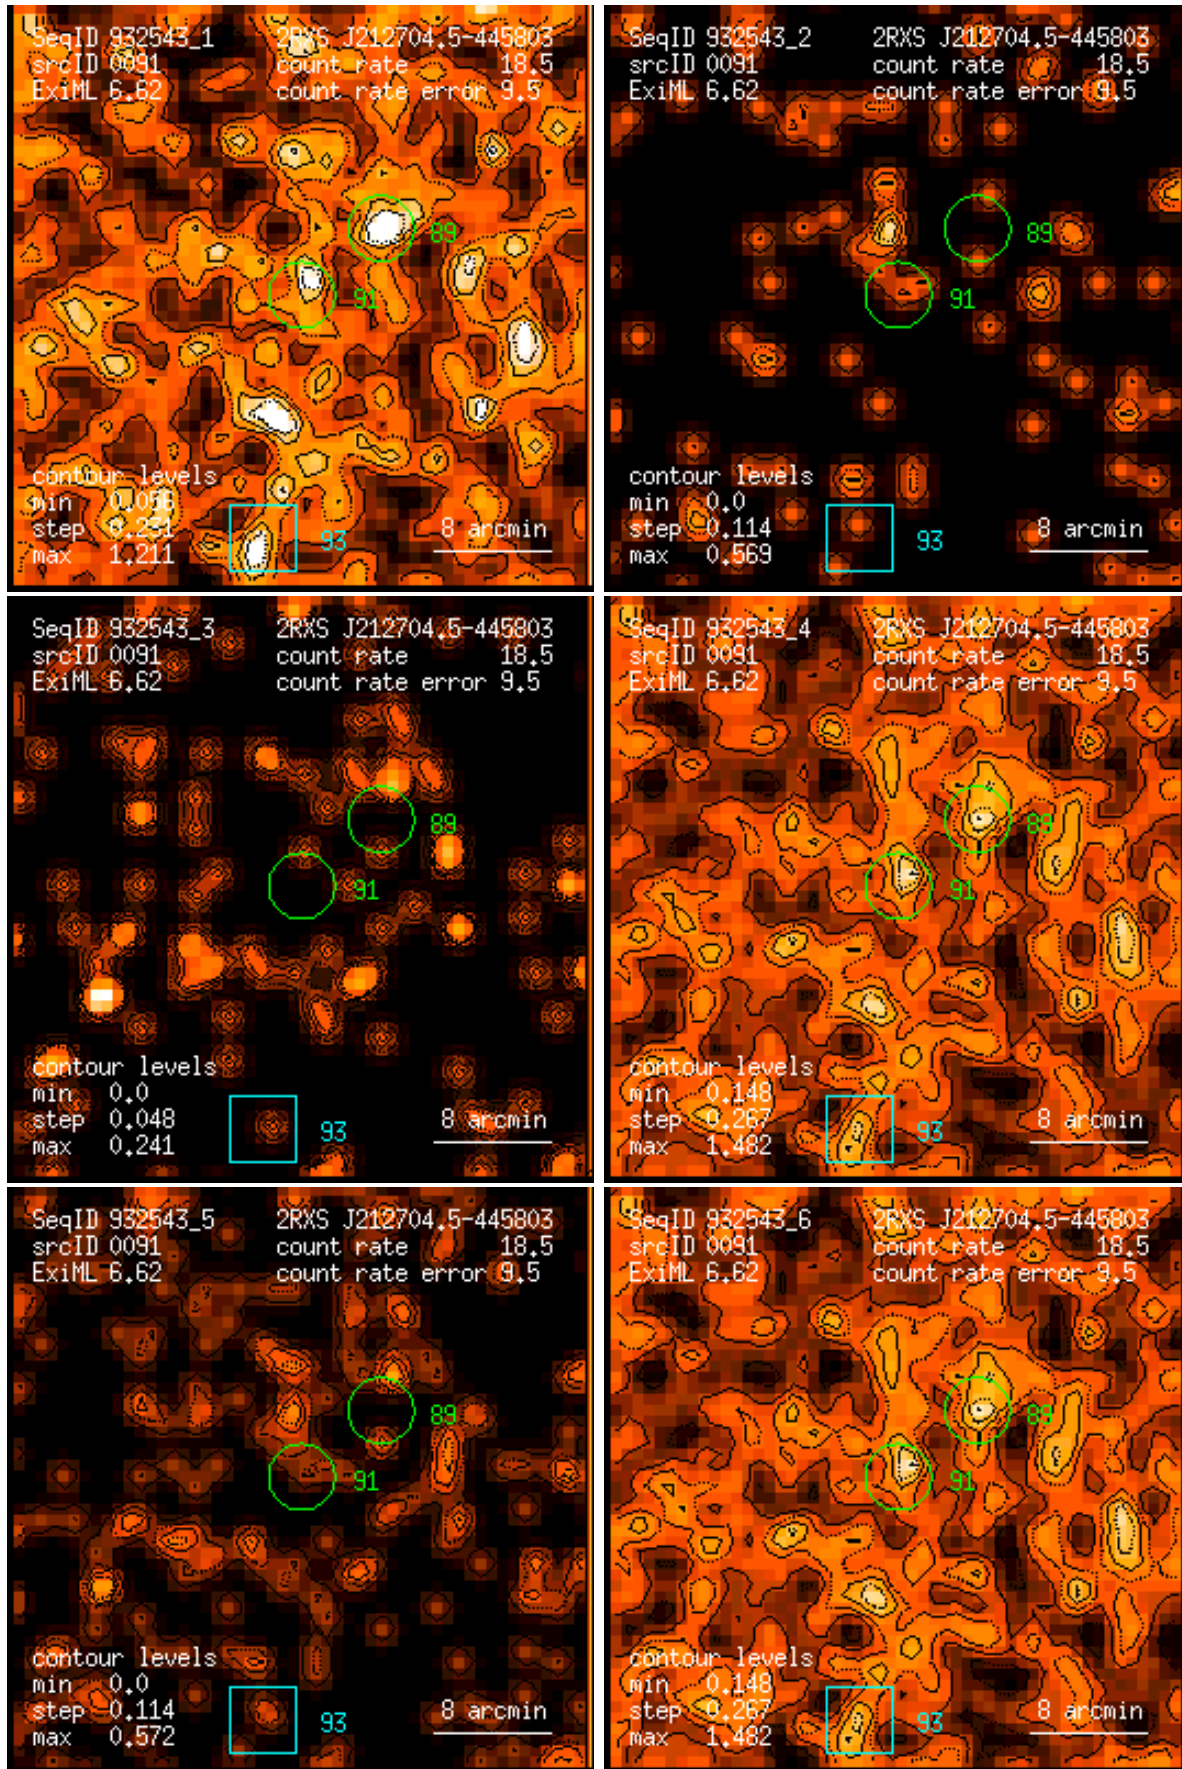 SeqID 932543_1 2RXS J212704.5-445803
srcID 0091 count rate 18.5
ExiML 6.62 count rate error 9.5
89
91
contour levels
min 0.056
step 0.231 8 arcmin
max 1.211 93
SeqID 932543_2 2RXS J212704.5-445803
srcID 0091 count rate 18.5
ExiML 6.62 count rate error 9.5
89
91
contour levels
min 0.0
step 0.114 8 arcmin
max 0.569 93
SeqID 932543_3 2RXS J212704.5-445803
srcID 0091 count rate 18.5
ExiML 6.62 count rate error 9.5
89
91
contour levels
min 0.0
step 0.048 8 arcmin
max 0.241 93
SeqID 932543_4 2RXS J212704.5-445803
srcID 0091 count rate 18.5
ExiML 6.62 count rate error 9.5
89
91
contour levels
min 0.148
step 0.267 8 arcmin
max 1.482 93
SeqID 932543_5 2RXS J212704.5-445803
srcID 0091 count rate 18.5
ExiML 6.62 count rate error 9.5
89
91
contour levels
min 0.0
step 0.114 8 arcmin
max 0.572 93
SeqID 932543_6 2RXS J212704.5-445803
srcID 0091 count rate 18.5
ExiML 6.62 count rate error 9.5
89
91
contour levels
min 0.148
step 0.267 8 arcmin
max 1.482 93